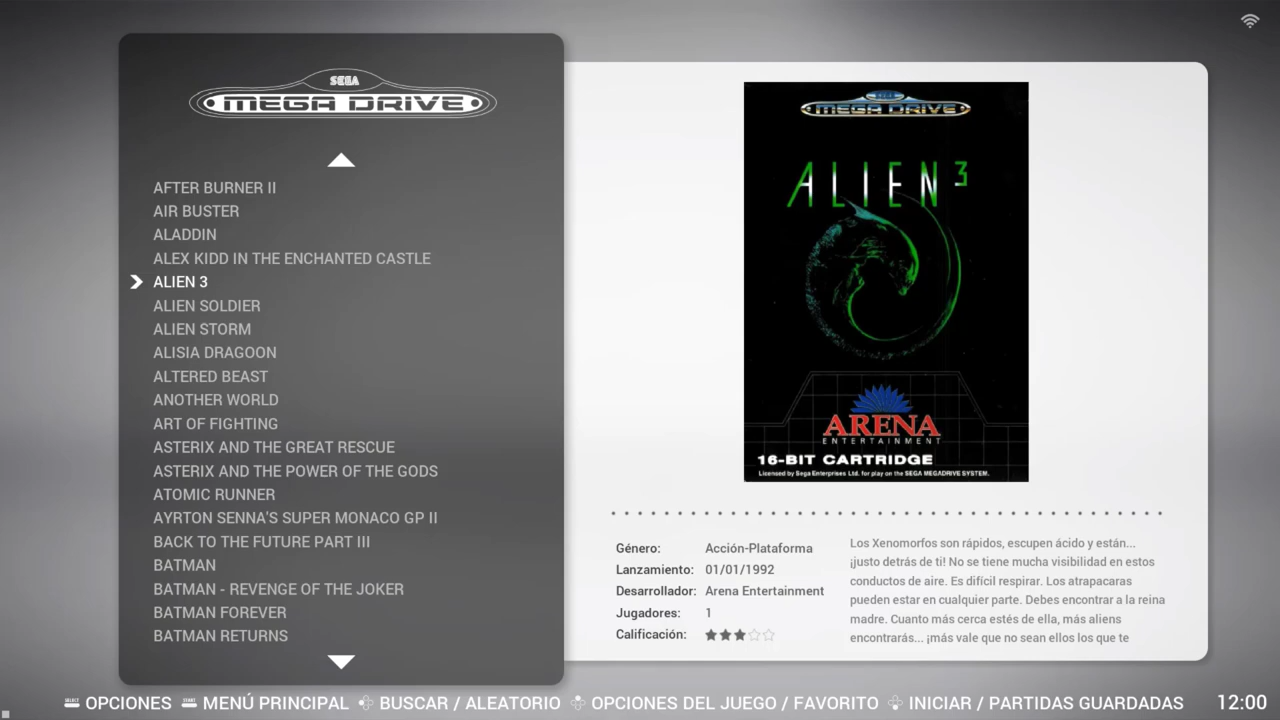 SEGA
MEGA DRIVE
AFTER BURNER II
AIR BUSTER
ALADDIN
ALEX KIDD IN THE ENCHANTED CASTLE
ALIEN 3
ALIEN SOLDIER
ALIEN STORM
ALISIA DRAGOON
ALTERED BEAST
ANOTHER WORLD
ART OF FIGHTING
ASTERIX AND THE GREAT RESCUE
ASTERIX AND THE POWER OF THE GODS
ATOMIC RUNNER
AYRTON SENNA'S SUPER MONACO GP II
BACK TO THE FUTURE PART III
BATMAN
BATMAN - REVENGE OF THE JOKER
BATMAN FOREVER
BATMAN RETURNS
SEGA
MEGA DRIVE
ALIEN 3
ARENA
ENTERTAINMENT
16-BIT CARTRIDGE
Licensed by Sega Enterprises Ltd. for play on the SEGA MEGADRIVE SYSTEM.
Género: Acción-Plataforma
Lanzamiento: 01/01/1992
Desarrollador: Arena Entertainment
Jugadores: 1
Calificación:
Los Xenomorfos son rápidos, escupen ácido y están...
¡justo detrás de ti! No se tiene mucha visibilidad en estos
conductos de aire. Es difícil respirar. Los atrapacaras
pueden estar en cualquier parte. Debes encontrar a la reina
madre. Cuanto más cerca estés de ella, más aliens
encontrarás... ¡más vale que no sean ellos los que te
SELECT OPCIONES START MENÚ PRINCIPAL BUSCAR / ALEATORIO OPCIONES DEL JUEGO / FAVORITO INICIAR / PARTIDAS GUARDADAS 12:00